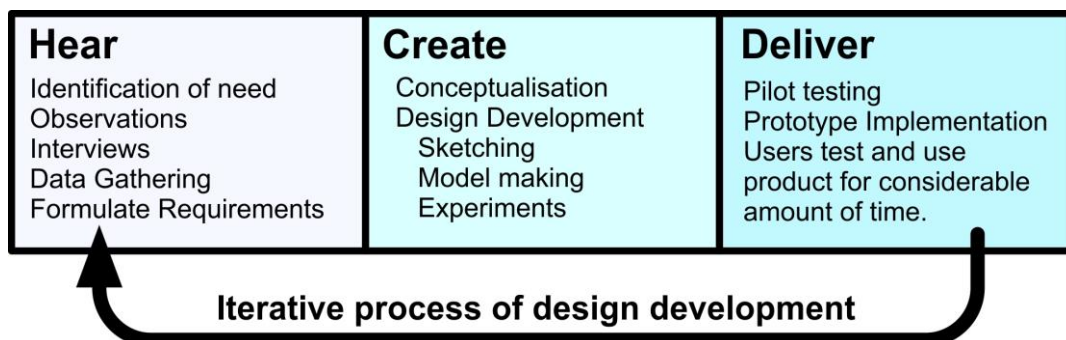 Hear
Identification of need
Observations
Interviews
Data Gathering
Formulate Requirements
Create
Conceptualisation
Design Development
Sketching
Model making
Experiments
Deliver
Pilot testing
Prototype Implementation
Users test and use
product for considerable
amount of time.
Iterative process of design development